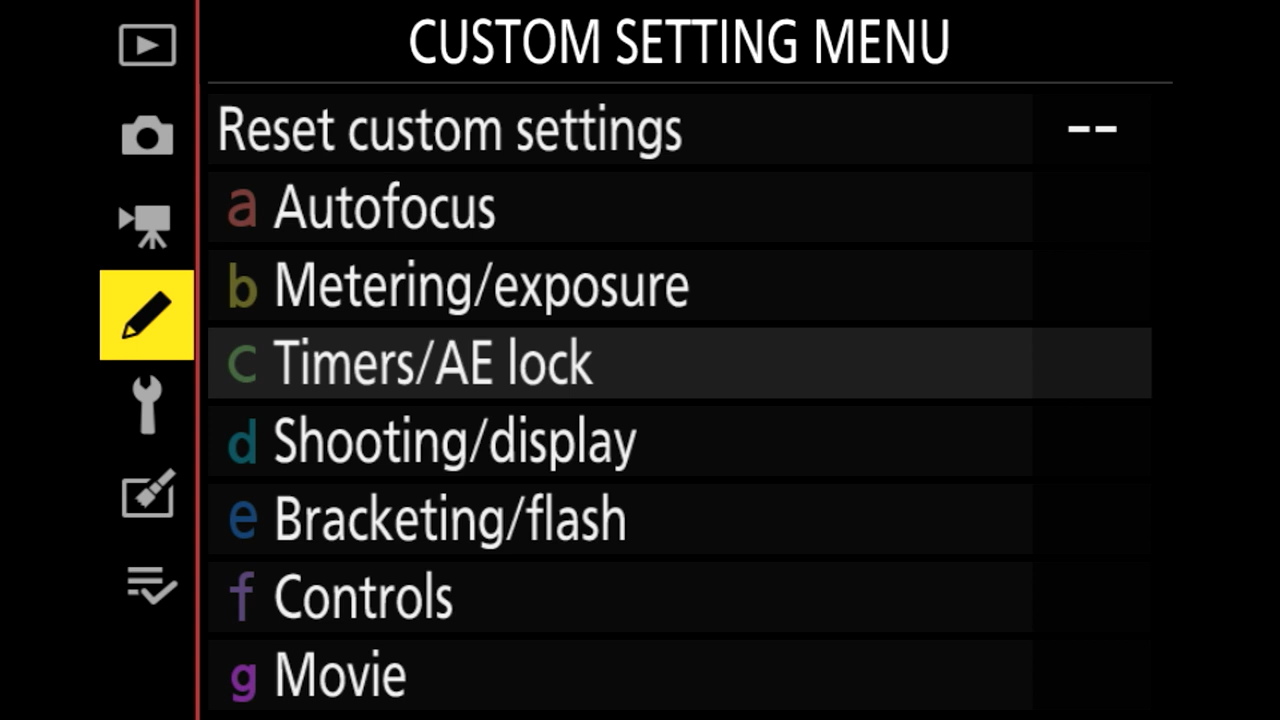 CUSTOM SETTING MENU
Reset custom settings --
a Autofocus
b Metering/exposure
c Timers/AE lock
d Shooting/display
e Bracketing/flash
f Controls
g Movie